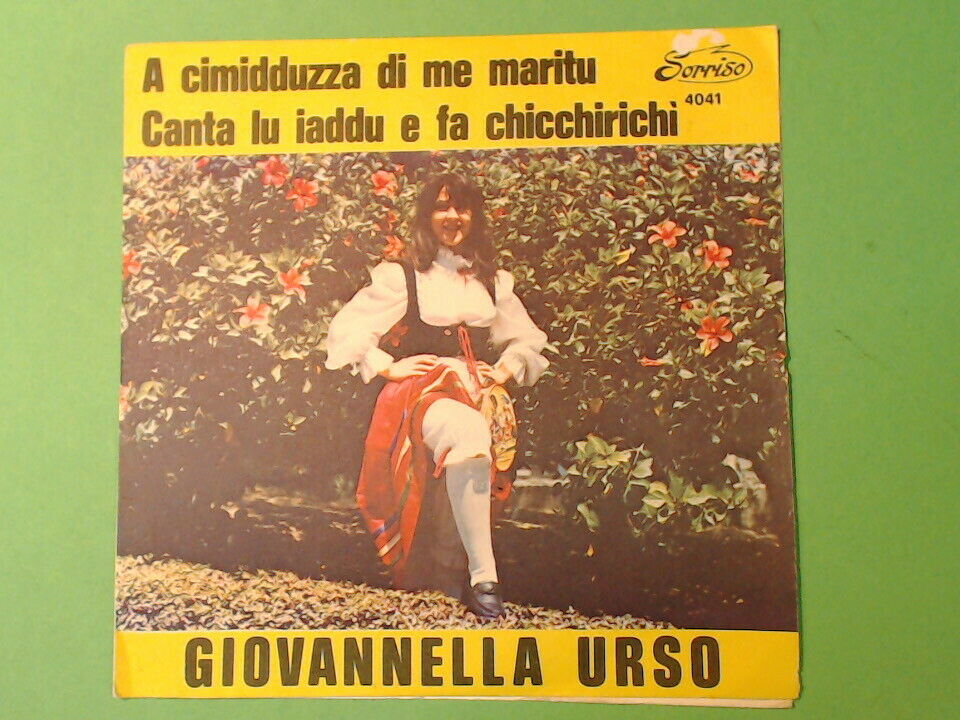 A cimidduzza di me maritu
Canta lu iaddu e fa chicchirichì
Sorriso
4041
GIOVANNELLA URSO